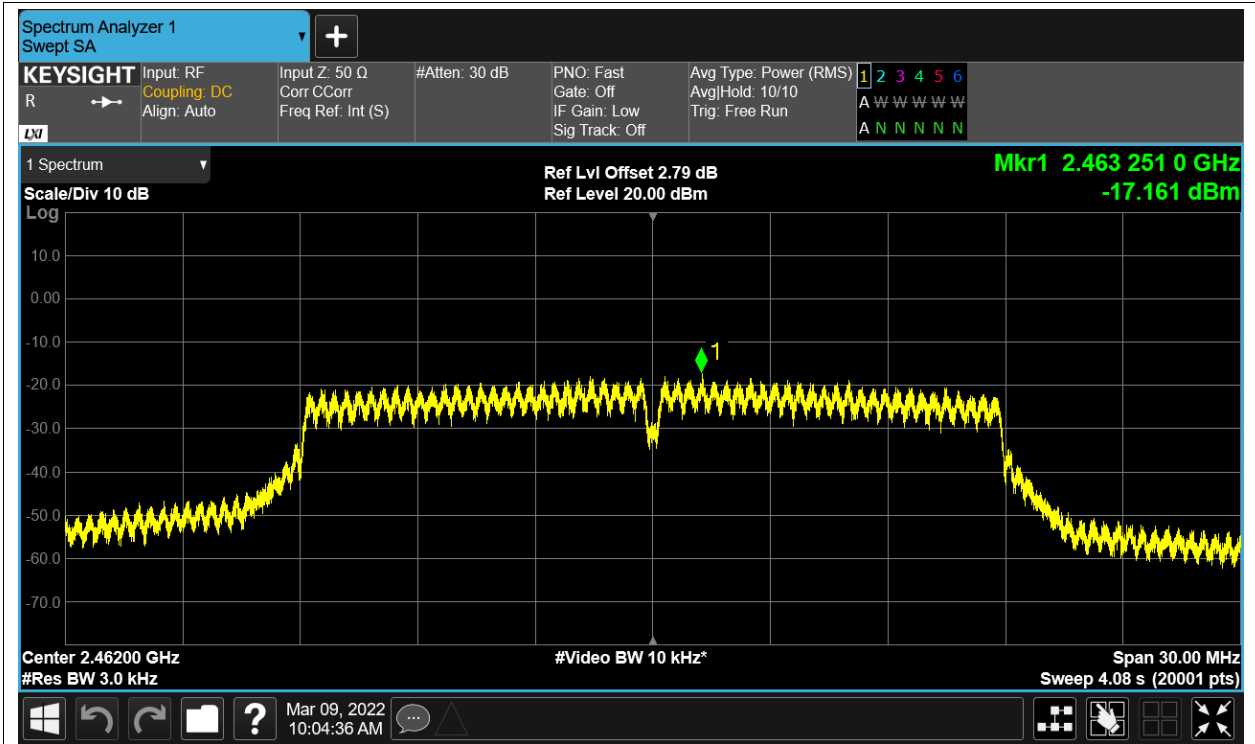 Spectrum Analyzer 1
Swept SA
+
KEYSIGHT
R
LXI
Input: RF
Coupling: DC
Align: Auto
Input Z: 50 Ω
Corr CCorr
Freq Ref: Int (S)
#Atten: 30 dB
PNO: Fast
Gate: Off
IF Gain: Low
Sig Track: Off
Avg Type: Power (RMS)
Avg|Hold: 10/10
Trig: Free Run
1 2 3 4 5 6
A W W W W W
A N N N N N
1 Spectrum
Scale/Div 10 dB
Log
Ref Lvl Offset 2.79 dB
Ref Level 20.00 dBm
Mkr1 2.463 251 0 GHz
-17.161 dBm
10.0
0.00
-10.0
-20.0
-30.0
-40.0
-50.0
-60.0
-70.0
1
Center 2.46200 GHz
#Res BW 3.0 kHz
#Video BW 10 kHz*
Span 30.00 MHz
Sweep 4.08 s (20001 pts)
?
Mar 09, 2022
10:04:36 AM